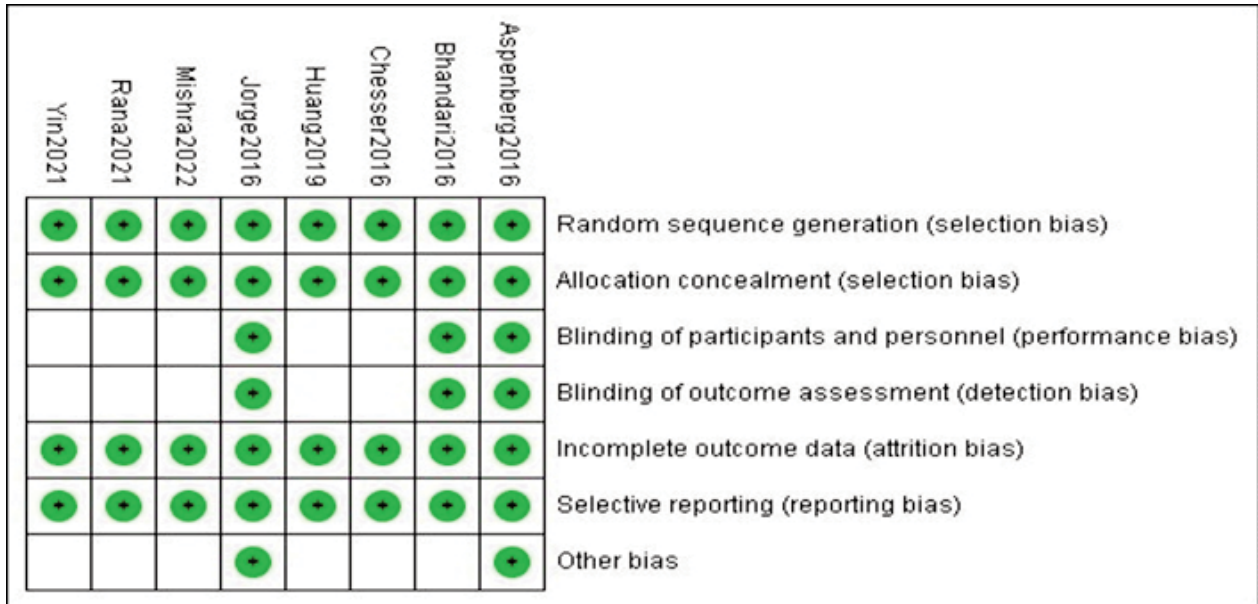 Yin2021
Rana2021
Mishra2022
Jorge2016
Huang2019
Chesser2016
Bhandari2016
Aspenberg2016
+ + + + + + + + Random sequence generation (selection bias)
+ + + + + + + + Allocation concealment (selection bias)
+ + + Blinding of participants and personnel (performance bias)
+ + + Blinding of outcome assessment (detection bias)
+ + + + + + + + Incomplete outcome data (attrition bias)
+ + + + + + + + Selective reporting (reporting bias)
+ + Other bias